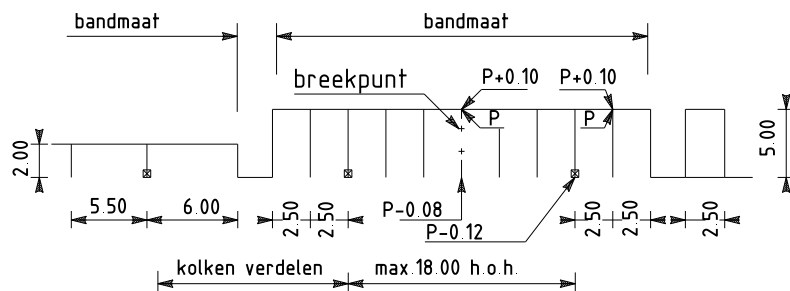 bandmaat bandmaat
breekpunt P+0.10 P+0.10
P P
2.00 5.00
5.50 6.00 2.50 2.50 P-0.08 2.50 2.50 2.50
P-0.12
kolken verdelen max.18.00 h.o.h.